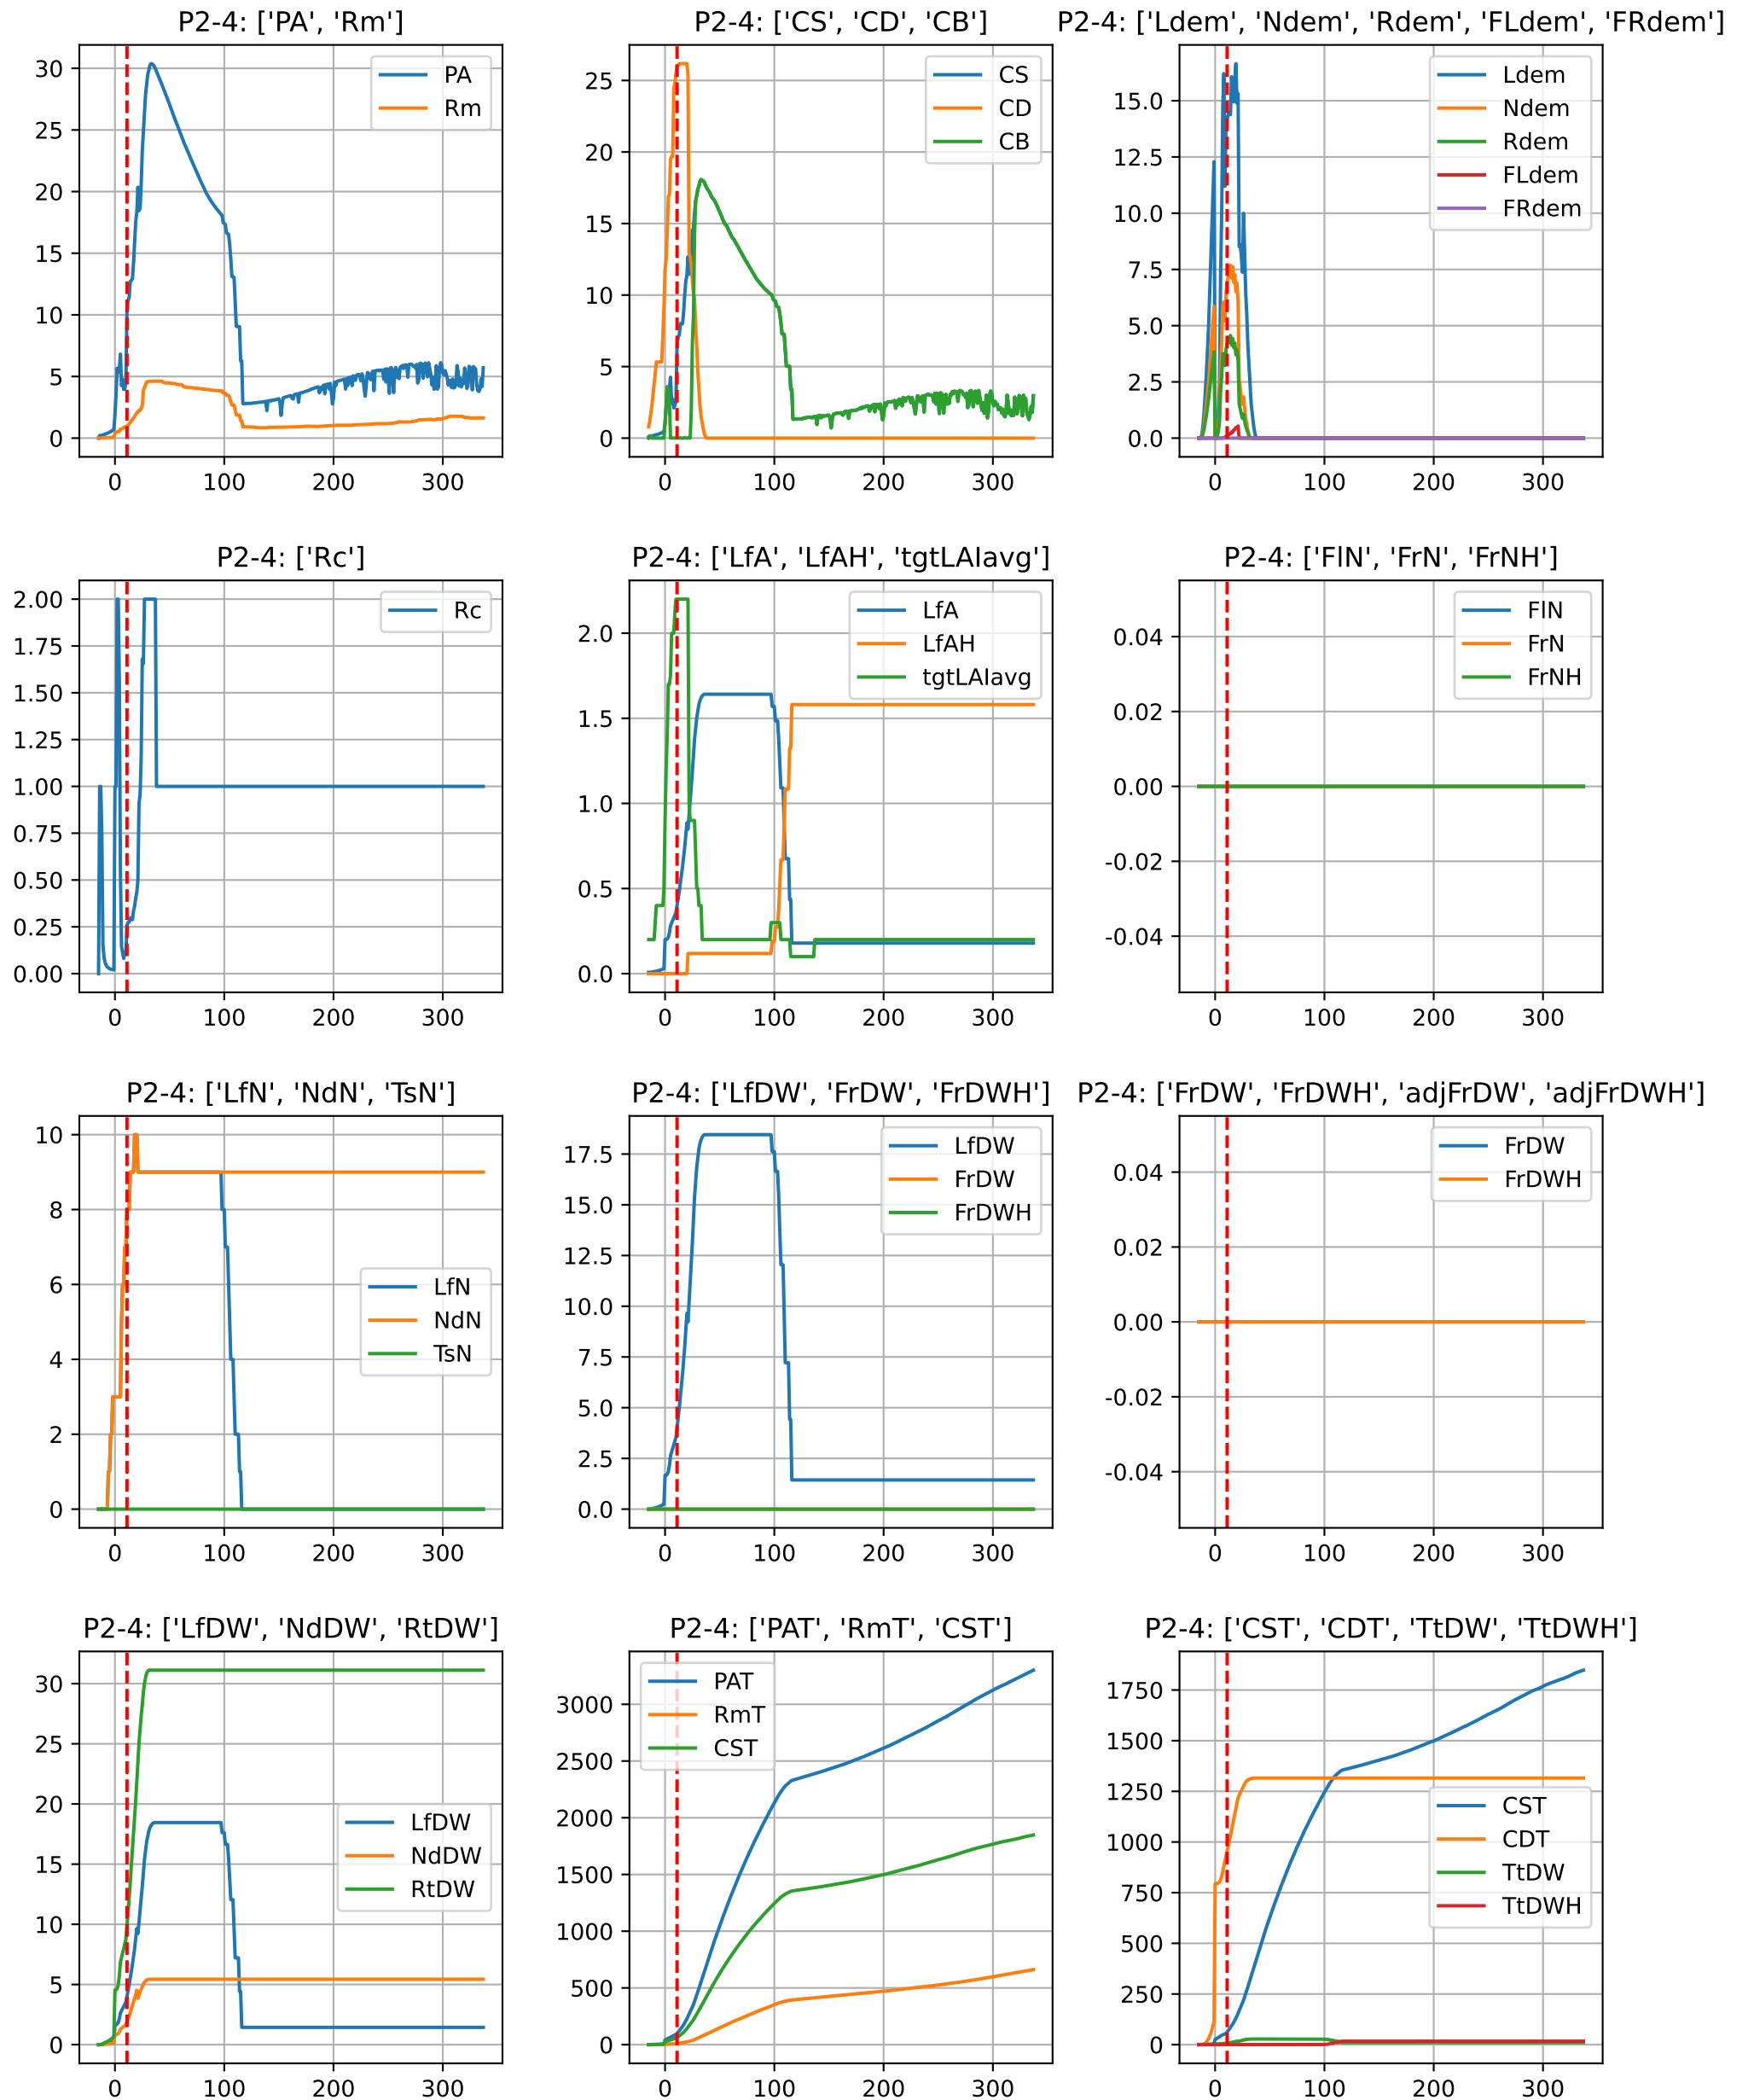 P2-4: ['PA', 'Rm']
30
25
20
15
10
5
0
0 100 200 300
PA
Rm
P2-4: ['CS', 'CD', 'CB']
25
20
15
10
5
0
0 100 200 300
CS
CD
CB
P2-4: ['Ldem', 'Ndem', 'Rdem', 'FLdem', 'FRdem']
15.0
12.5
10.0
7.5
5.0
2.5
0.0
0 100 200 300
Ldem
Ndem
Rdem
FLdem
FRdem
P2-4: ['Rc']
2.00
1.75
1.50
1.25
1.00
0.75
0.50
0.25
0.00
0 100 200 300
Rc
P2-4: ['LfA', 'LfAH', 'tgtLAIavg']
2.0
1.5
1.0
0.5
0.0
0 100 200 300
LfA
LfAH
tgtLAIavg
P2-4: ['FlN', 'FrN', 'FrNH']
0.04
0.02
0.00
-0.02
-0.04
0 100 200 300
FlN
FrN
FrNH
P2-4: ['LfN', 'NdN', 'TsN']
10
8
6
4
2
0
0 100 200 300
LfN
NdN
TsN
P2-4: ['LfDW', 'FrDW', 'FrDWH']
17.5
15.0
12.5
10.0
7.5
5.0
2.5
0.0
0 100 200 300
LfDW
FrDW
FrDWH
P2-4: ['FrDW', 'FrDWH', 'adjFrDW', 'adjFrDWH']
0.04
0.02
0.00
-0.02
-0.04
0 100 200 300
FrDW
FrDWH
P2-4: ['LfDW', 'NdDW', 'RtDW']
30
25
20
15
10
5
0
0 100 200 300
LfDW
NdDW
RtDW
P2-4: ['PAT', 'RmT', 'CST']
3000
2500
2000
1500
1000
500
0
0 100 200 300
PAT
RmT
CST
P2-4: ['CST', 'CDT', 'TtDW', 'TtDWH']
1750
1500
1250
1000
750
500
250
0
0 100 200 300
CST
CDT
TtDW
TtDWH